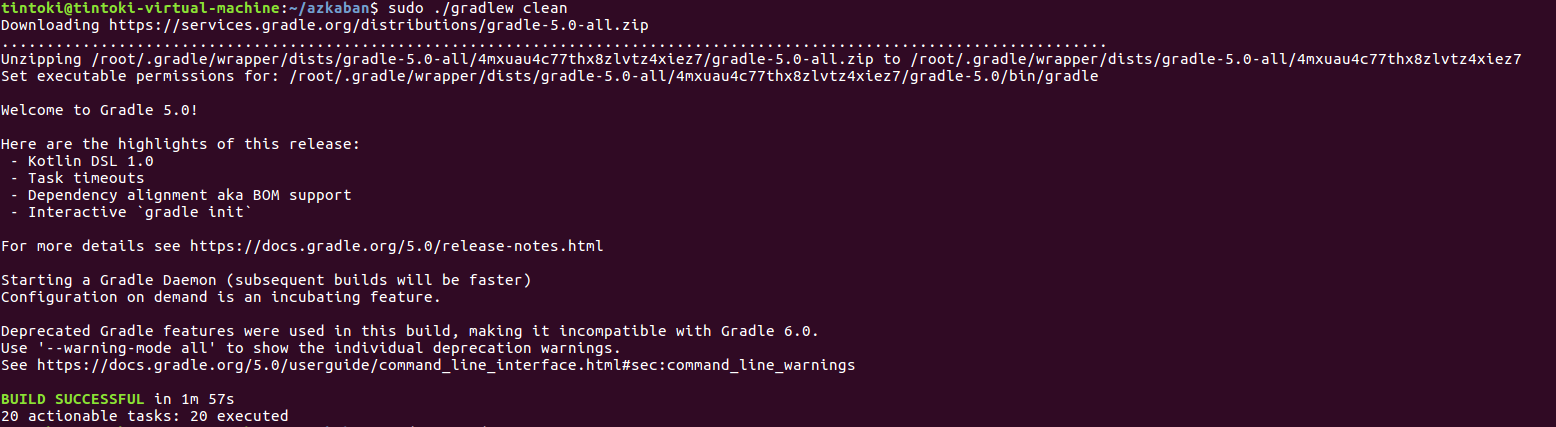 tintoki@tintoki-virtual-machine:~/azkaban$ sudo ./gradlew clean
Downloading https://services.gradle.org/distributions/gradle-5.0-all.zip
...........................................................................................................................
Unzipping /root/.gradle/wrapper/dists/gradle-5.0-all/4mxuau4c77thx8zlvtz4xiez7/gradle-5.0-all.zip to /root/.gradle/wrapper/dists/gradle-5.0-all/4mxuau4c77thx8zlvtz4xiez7
Set executable permissions for: /root/.gradle/wrapper/dists/gradle-5.0-all/4mxuau4c77thx8zlvtz4xiez7/gradle-5.0/bin/gradle
Welcome to Gradle 5.0!
Here are the highlights of this release:
- Kotlin DSL 1.0
- Task timeouts
- Dependency alignment aka BOM support
- Interactive `gradle init`
For more details see https://docs.gradle.org/5.0/release-notes.html
Starting a Gradle Daemon (subsequent builds will be faster)
Configuration on demand is an incubating feature.
Deprecated Gradle features were used in this build, making it incompatible with Gradle 6.0.
Use '--warning-mode all' to show the individual deprecation warnings.
See https://docs.gradle.org/5.0/userguide/command_line_interface.html#sec:command_line_warnings
BUILD SUCCESSFUL in 1m 57s
20 actionable tasks: 20 executed